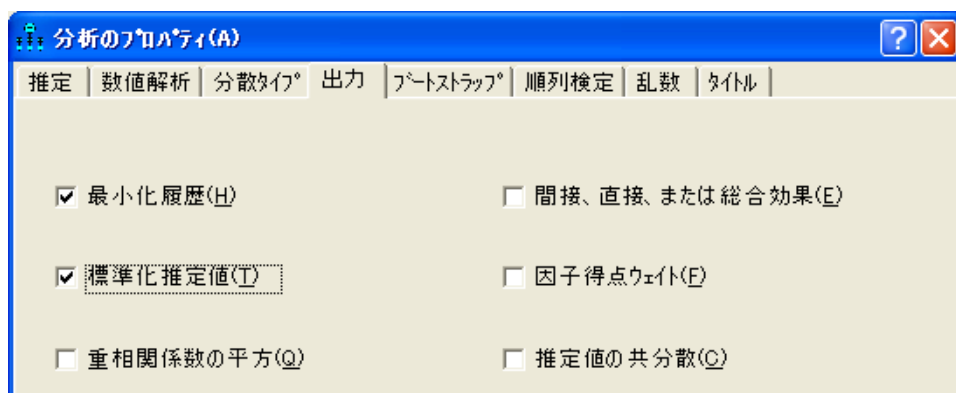 分析のﾌﾟﾛﾊﾟﾃｨ(A)
推定 数値解析 分散ﾀｲﾌﾟ 出力 ﾌﾞｰﾄｽﾄﾗｯﾌﾟ 順列検定 乱数 ﾀｲﾄﾙ
最小化履歴(H) 間接、直接、または総合効果(E)
標準化推定値(T) 因子得点ｳｪｲﾄ(F)
重相関係数の平方(Q) 推定値の共分散(C)